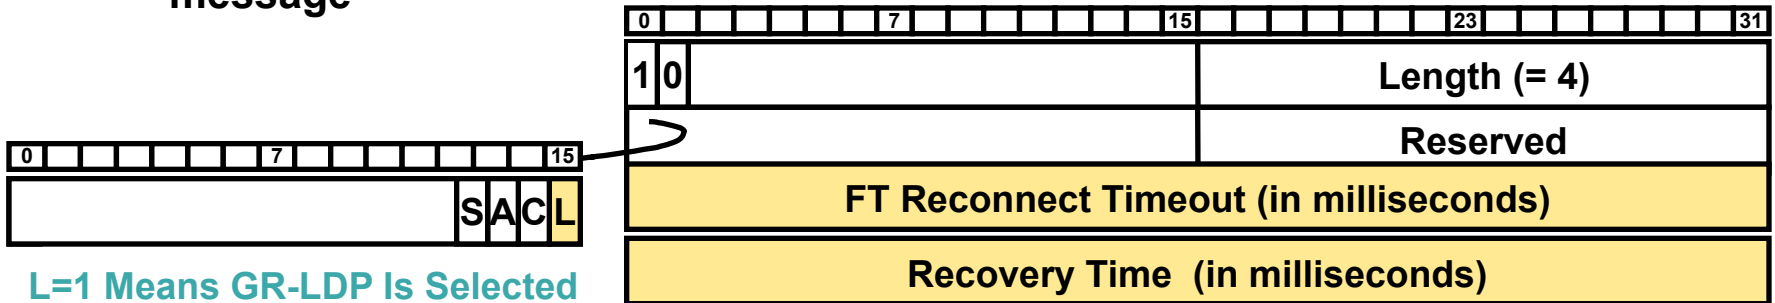 message
0 7 15 23 31
1 0 Length (= 4)
Reserved
0 7 15
FT Reconnect Timeout (in milliseconds)
S A C L
Recovery Time (in milliseconds)
L=1 Means GR-LDP Is Selected